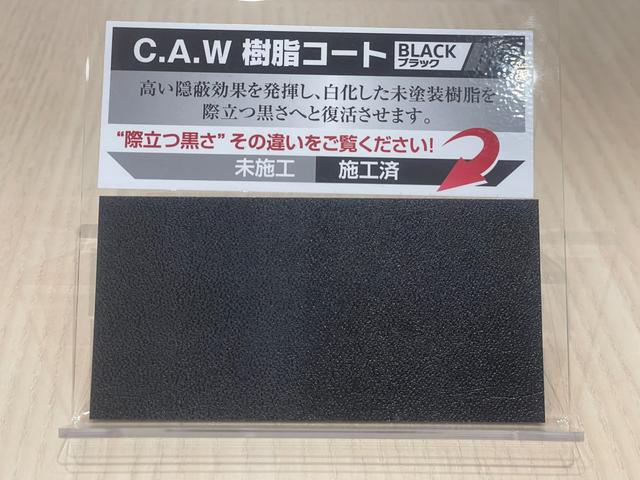 C.A.W 樹脂コート BLACK ブラック
高い隠蔽効果を発揮し、白化した未塗装樹脂を
際立つ黒さへと復活させます。
“際立つ黒さ”その違いをご覧ください!
未施工 施工済